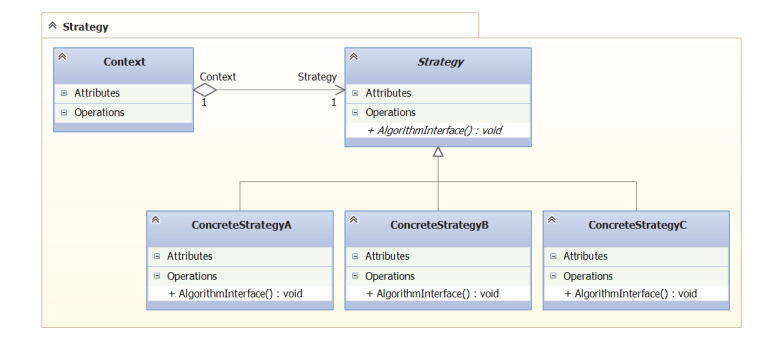 Strategy
Context
Attributes
Operations
Context
Strategy
1
1
Strategy
Attributes
Operations
+ AlgorithmInterface() : void
ConcreteStrategyA
Attributes
Operations
+ AlgorithmInterface() : void
ConcreteStrategyB
Attributes
Operations
+ AlgorithmInterface() : void
ConcreteStrategyC
Attributes
Operations
+ AlgorithmInterface() : void